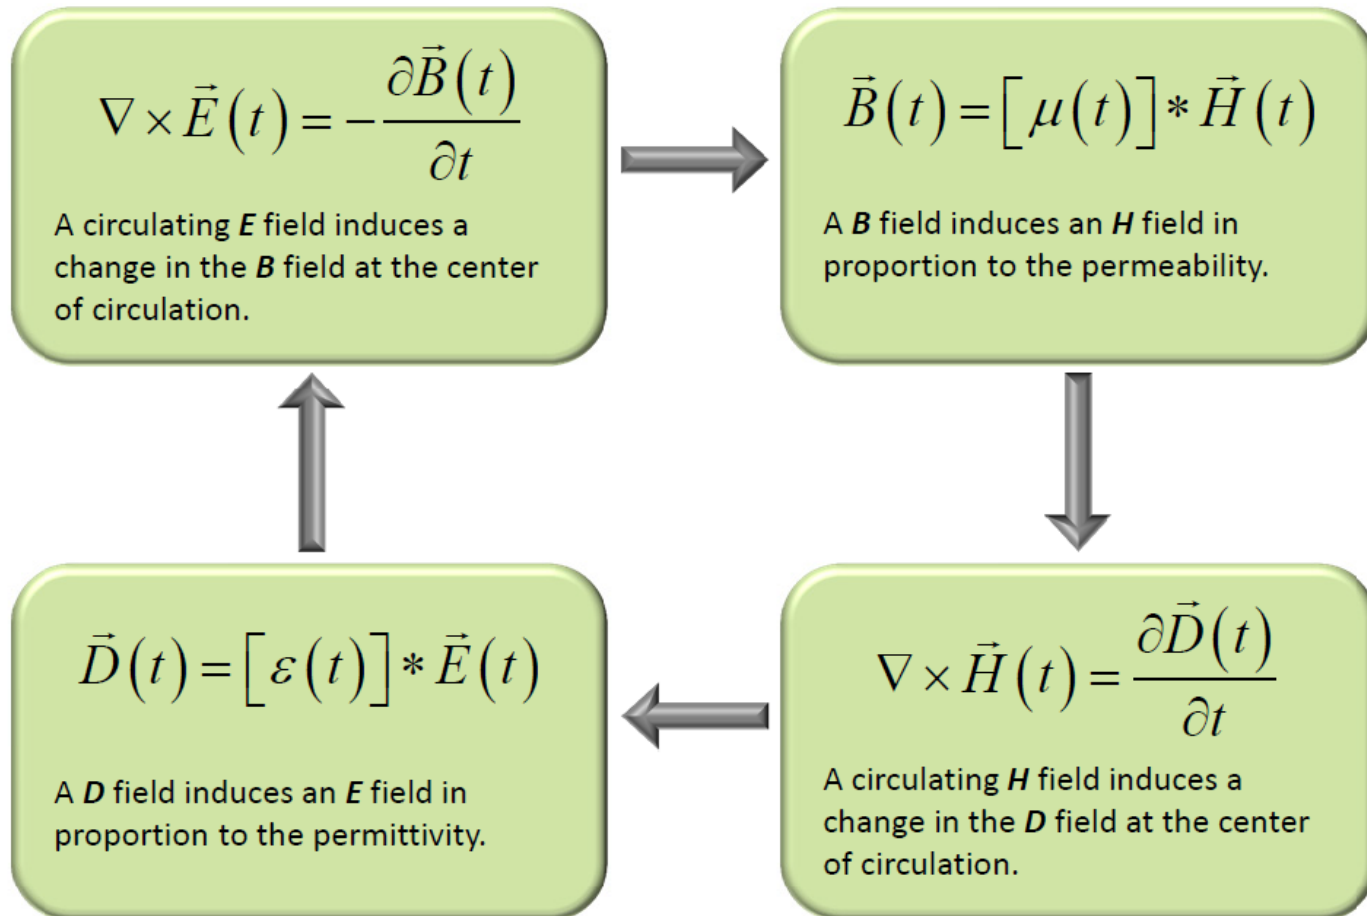 ∇ × E⃗(t) = −∂B⃗(t)/∂t
A circulating E field induces a
change in the B field at the center
of circulation.
B⃗(t) = [μ(t)] * H⃗(t)
A B field induces an H field in
proportion to the permeability.
D⃗(t) = [ε(t)] * E⃗(t)
A D field induces an E field in
proportion to the permittivity.
∇ × H⃗(t) = ∂D⃗(t)/∂t
A circulating H field induces a
change in the D field at the center
of circulation.